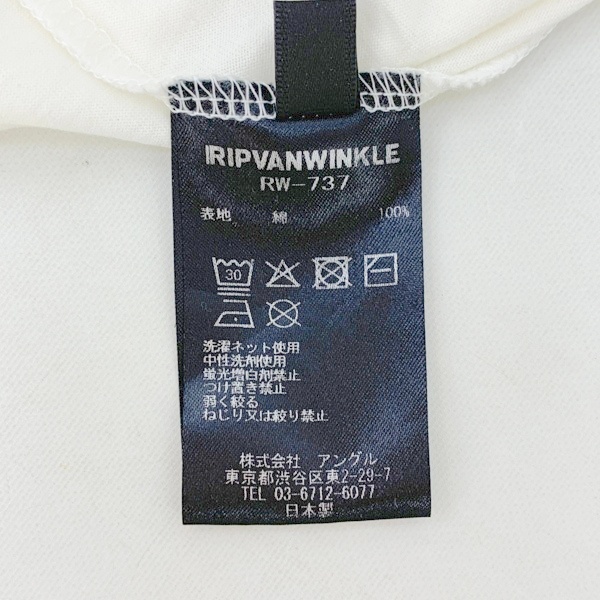 RIPVANWINKLE
RW-737
表地 綿 100%
30
洗濯ネット使用
中性洗剤使用
蛍光増白剤禁止
つけ置き禁止
弱く絞る
ねじり又は絞り禁止
株式会社 アングル
東京都渋谷区東2-29-7
TEL 03-6712-6077
日本製